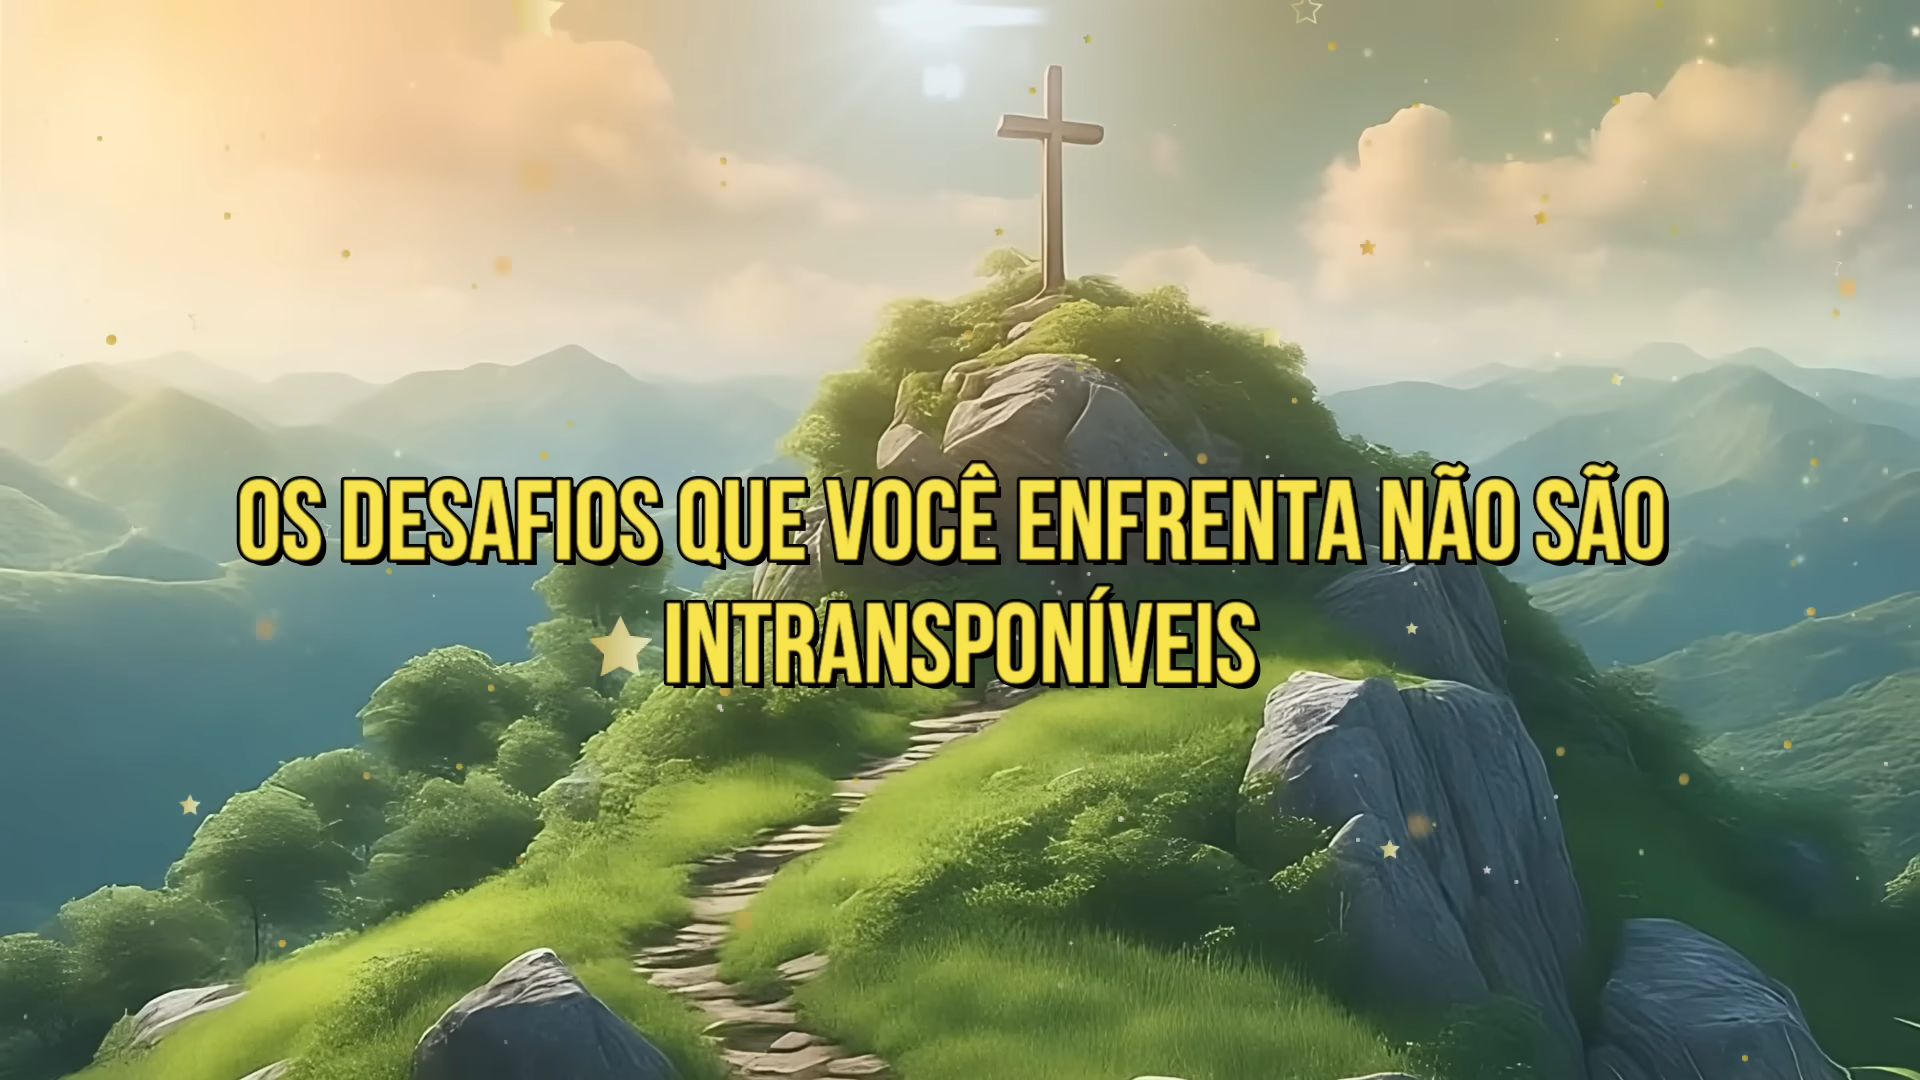 OS DESAFIOS QUE VOCÊ ENFRENTA NÃO SÃO
INTRANSPONÍVEIS